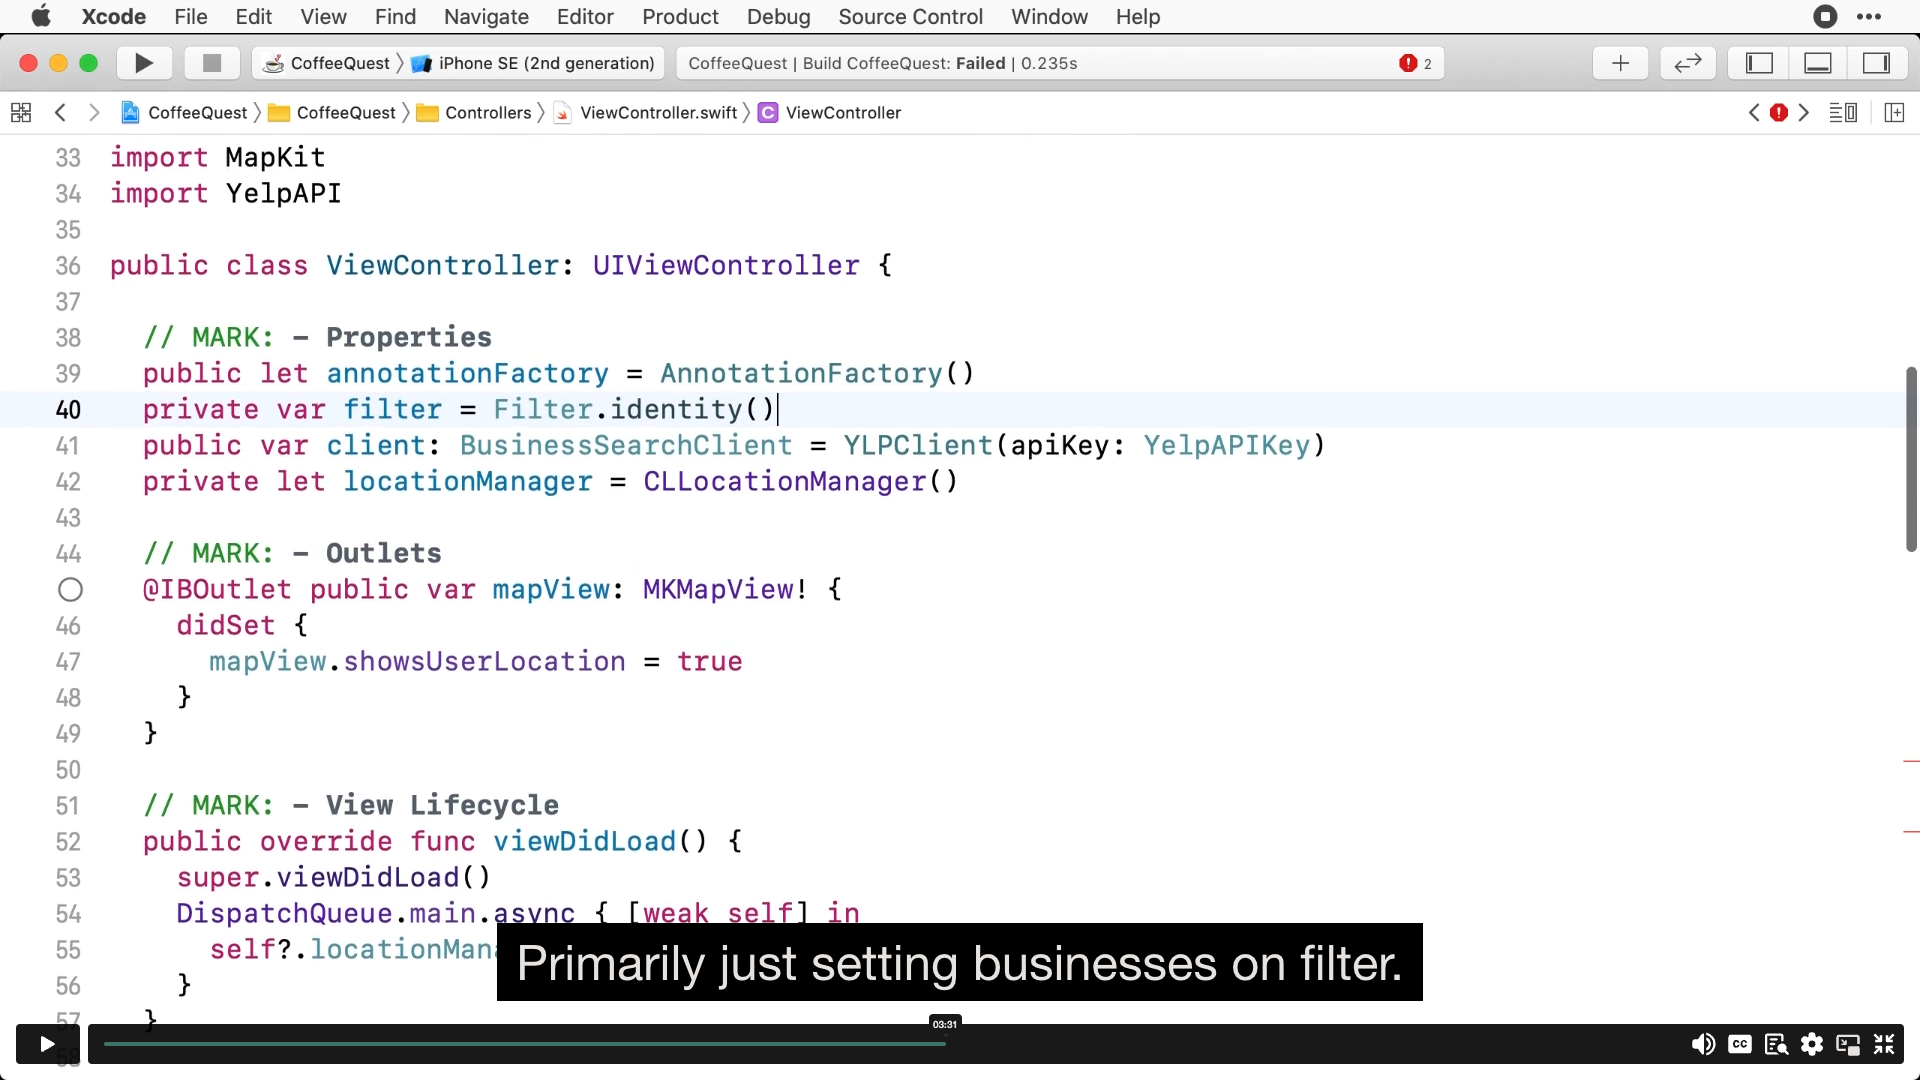 Xcode File Edit View Find Navigate Editor Product Debug Source Control Window Help
CoffeeQuest iPhone SE (2nd generation) CoffeeQuest | Build CoffeeQuest: Failed | 0.235s 2
CoffeeQuest CoffeeQuest Controllers ViewController.swift C ViewController
33 import MapKit
34 import YelpAPI
35
36 public class ViewController: UIViewController {
37
38 // MARK: - Properties
39 public let annotationFactory = AnnotationFactory()
40 private var filter = Filter.identity()
41 public var client: BusinessSearchClient = YLPClient(apiKey: YelpAPIKey)
42 private let locationManager = CLLocationManager()
43
44 // MARK: - Outlets
@IBOutlet public var mapView: MKMapView! {
46 didSet {
47 mapView.showsUserLocation = true
48 }
49 }
50
51 // MARK: - View Lifecycle
52 public override func viewDidLoad() {
53 super.viewDidLoad()
54 DispatchQueue.main.async { [weak self] in
55 self?.locationMana
Primarily just setting businesses on filter.
56 }
57 }
03:31
58
CC